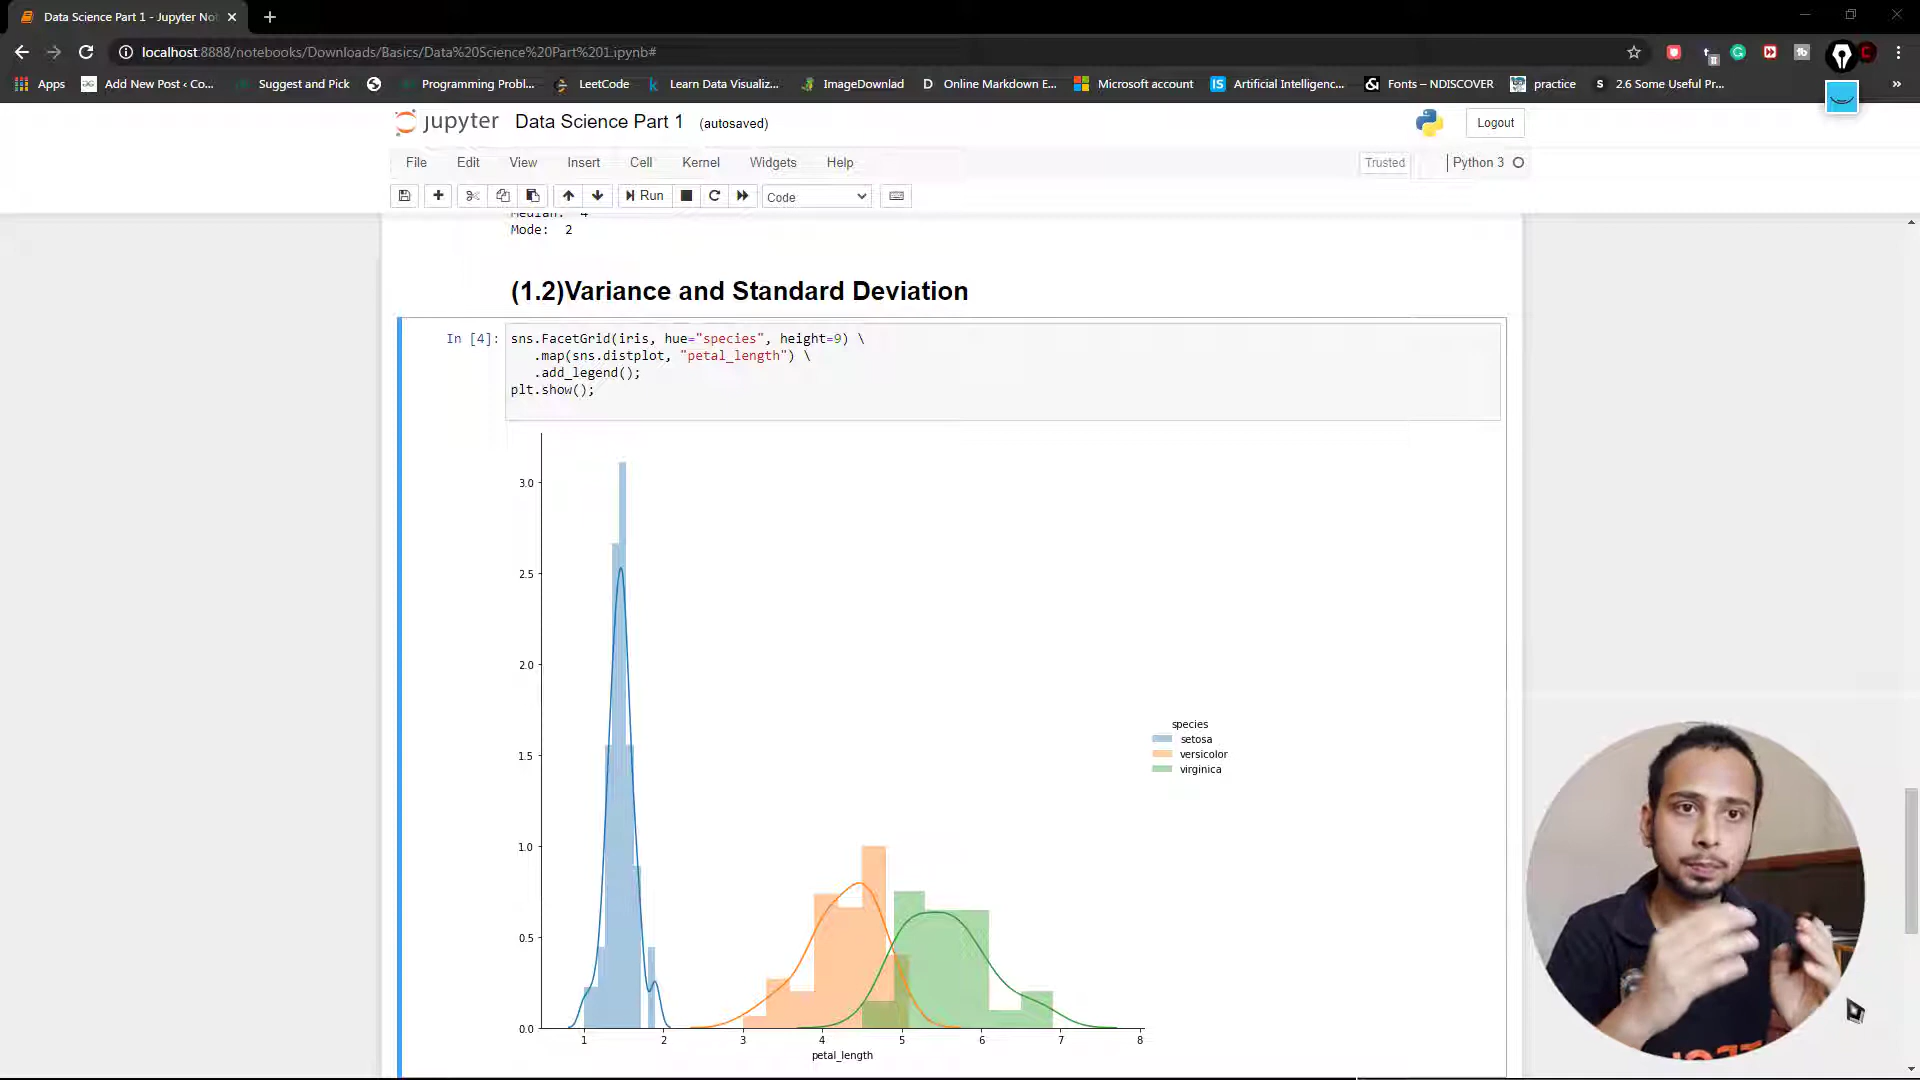 Data Science Part 1 - Jupyter No
localhost:8888/notebooks/Downloads/Basics/Data%20Science%20Part%201.ipynb#
Apps Add New Post ‹ Co... Suggest and Pick Programming Probl... LeetCode Learn Data Visualiz... ImageDownlad D Online Markdown E... Microsoft account IS Artificial Intelligenc... Fonts – NDISCOVER practice S 2.6 Some Useful Pr... »
jupyter Data Science Part 1 (autosaved) Logout
File Edit View Insert Cell Kernel Widgets Help Trusted Python 3
Run Code
Median: 4
Mode: 2
(1.2)Variance and Standard Deviation
In [4]: sns.FacetGrid(iris, hue="species", height=9) \
.map(sns.distplot, "petal_length") \
.add_legend();
plt.show();
3.0
2.5
2.0
1.5
1.0
0.5
0.0
species
setosa
versicolor
virginica
1 2 3 4 5 6 7 8
petal_length